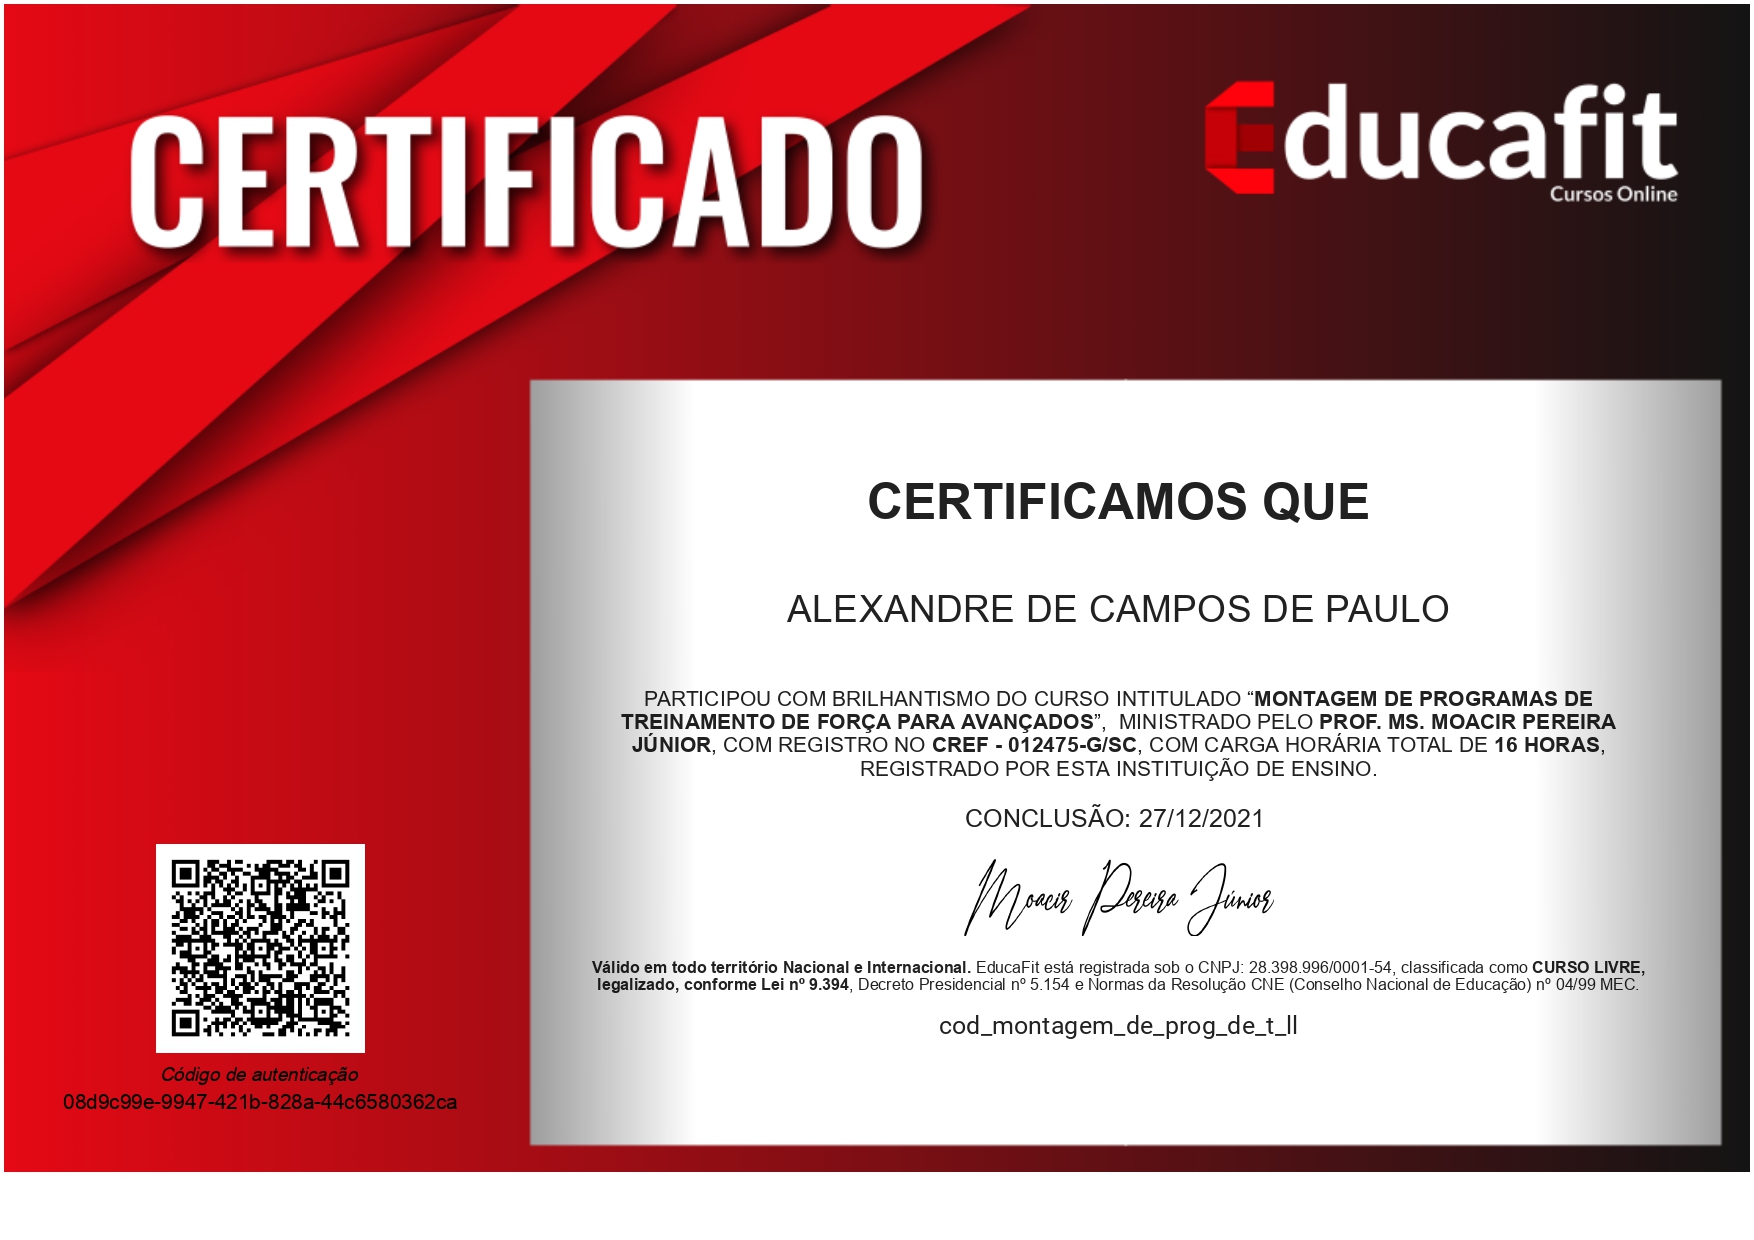 CERTIFICADO
Educafit
Cursos Online
CERTIFICAMOS QUE
ALEXANDRE DE CAMPOS DE PAULO
PARTICIPOU COM BRILHANTISMO DO CURSO INTITULADO “MONTAGEM DE PROGRAMAS DE
TREINAMENTO DE FORÇA PARA AVANÇADOS”, MINISTRADO PELO PROF. MS. MOACIR PEREIRA
JÚNIOR, COM REGISTRO NO CREF - 012475-G/SC, COM CARGA HORÁRIA TOTAL DE 16 HORAS,
REGISTRADO POR ESTA INSTITUIÇÃO DE ENSINO.
CONCLUSÃO: 27/12/2021
Moacir Pereira Júnior
Válido em todo território Nacional e Internacional. EducaFit está registrada sob o CNPJ: 28.398.996/0001-54, classificada como CURSO LIVRE,
legalizado, conforme Lei nº 9.394, Decreto Presidencial nº 5.154 e Normas da Resolução CNE (Conselho Nacional de Educação) nº 04/99 MEC.
cod_montagem_de_prog_de_t_ll
Código de autenticação
08d9c99e-9947-421b-828a-44c6580362ca